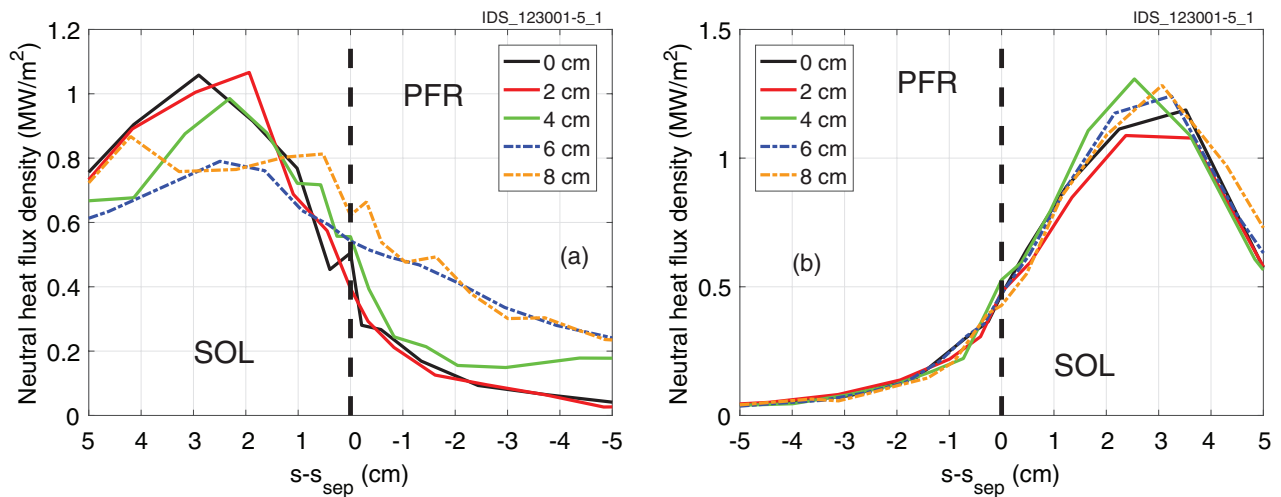 IDS_123001-5_1
Neutral heat flux density (MW/m²)
1.2
1
0.8
0.6
0.4
0.2
0
0 cm
2 cm
4 cm
6 cm
8 cm
PFR
SOL
(a)
5 4 3 2 1 0 -1 -2 -3 -4 -5
s-s_sep (cm)
IDS_123001-5_1
Neutral heat flux density (MW/m²)
1.5
1
0.5
0
0 cm
2 cm
4 cm
6 cm
8 cm
PFR
SOL
(b)
-5 -4 -3 -2 -1 0 1 2 3 4 5
s-s_sep (cm)